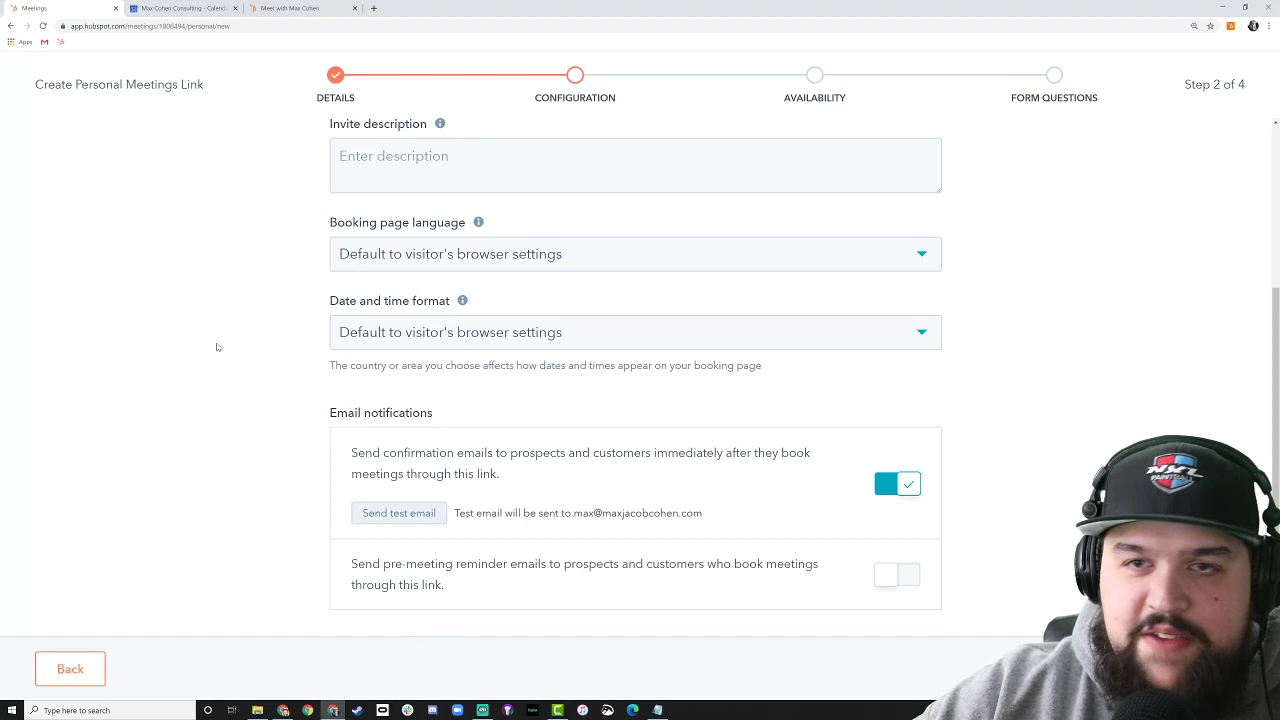 Meetings
Max Cohen Consulting - Calend
Meet with Max Cohen
app.hubspot.com/meetings/1806494/personal/new
Apps
Create Personal Meetings Link
DETAILS
CONFIGURATION
AVAILABILITY
FORM QUESTIONS
Step 2 of 4
Invite description
Enter description
Booking page language
Default to visitor's browser settings
Date and time format
Default to visitor's browser settings
The country or area you choose affects how dates and times appear on your booking page
Email notifications
Send confirmation emails to prospects and customers immediately after they book
meetings through this link.
Send test email
Test email will be sent to max@maxjacobcohen.com
Send pre-meeting reminder emails to prospects and customers who book meetings
through this link.
NXL
PAINTBALL
Back
Type here to search
hulu